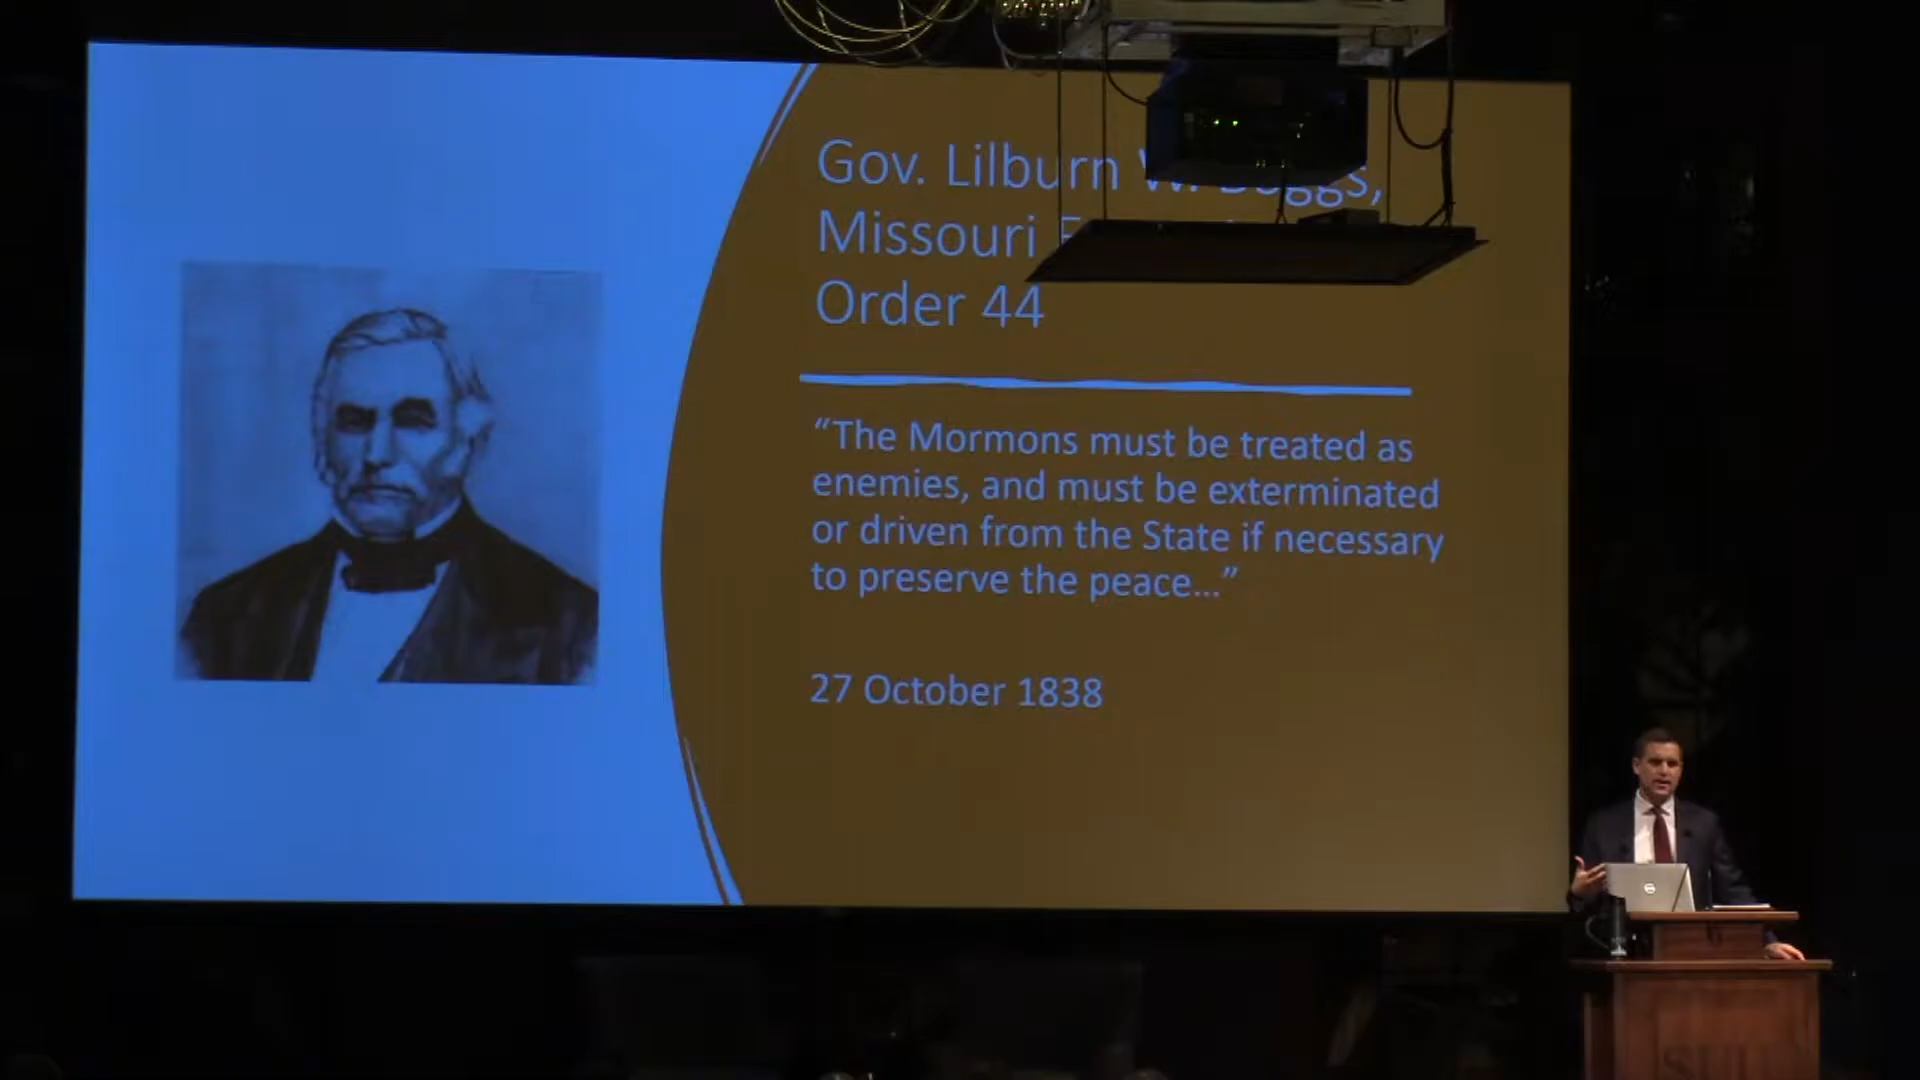 Gov. Lilburn W. Boggs,
Missouri
Order 44
“The Mormons must be treated as
enemies, and must be exterminated
or driven from the State if necessary
to preserve the peace...”
27 October 1838